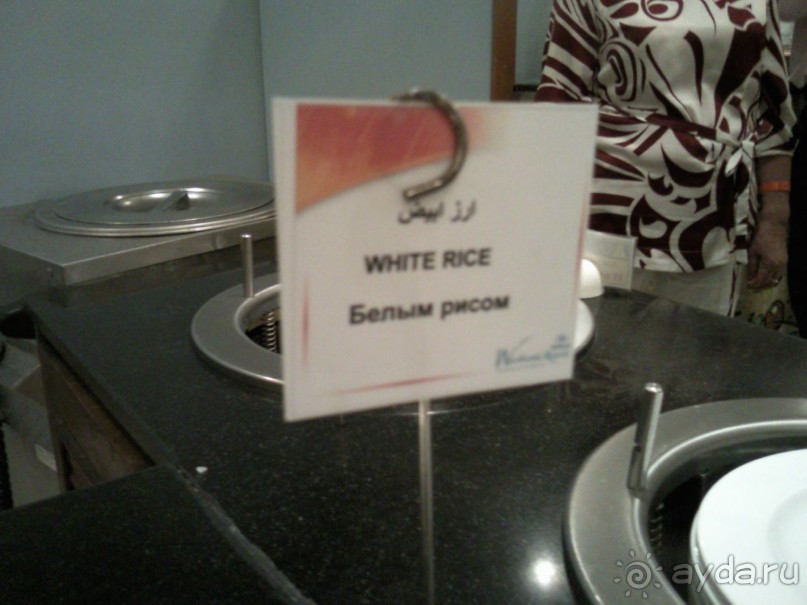 ارز ابيض
WHITE RICE
Белым рисом
ayda.ru